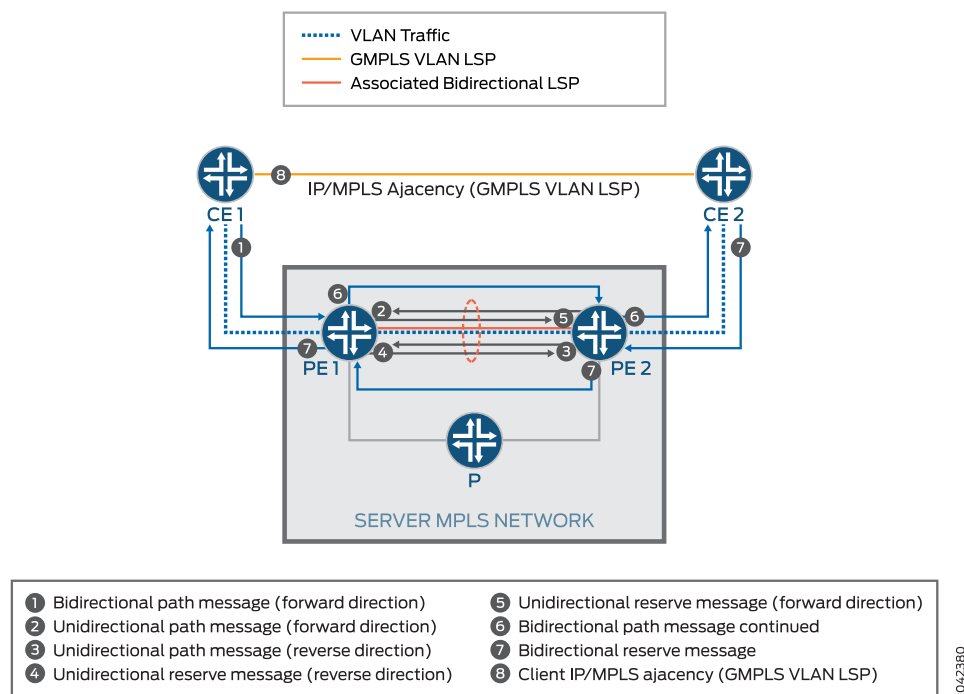 VLAN Traffic
GMPLS VLAN LSP
Associated Bidirectional LSP
8
IP/MPLS Ajacency (GMPLS VLAN LSP)
CE 1
CE 2
1
7
6
2
5
6
7
4
3
PE 1
7
PE 2
P
SERVER MPLS NETWORK
1 Bidirectional path message (forward direction)
2 Unidirectional path message (forward direction)
3 Unidirectional path message (reverse direction)
4 Unidirectional reserve message (reverse direction)
5 Unidirectional reserve message (forward direction)
6 Bidirectional path message continued
7 Bidirectional reserve message
8 Client IP/MPLS ajacency (GMPLS VLAN LSP)
042380